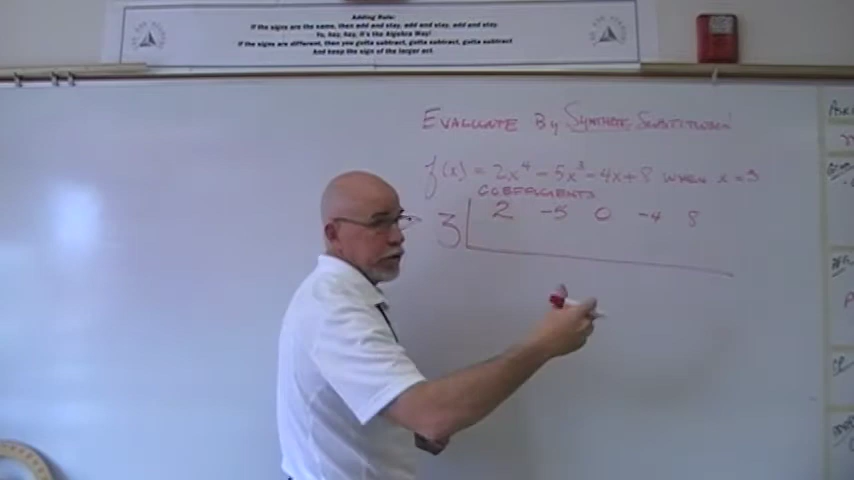 Adding Rule:
If the signs are the same, then add and stay, add and stay, add and stay.
Yo, hey, hey, it's the Algebra Way!
If the signs are different, then you gotta subtract, gotta subtract, gotta subtract
And keep the sign of the larger
EVALUATE BY SYNTHETIC SUBSTITUTION
f(x) = 2x⁴ - 5x³ - 4x + 8 WHEN x = 3
COEFFICIENTS
3 2 -5 0 -4 8